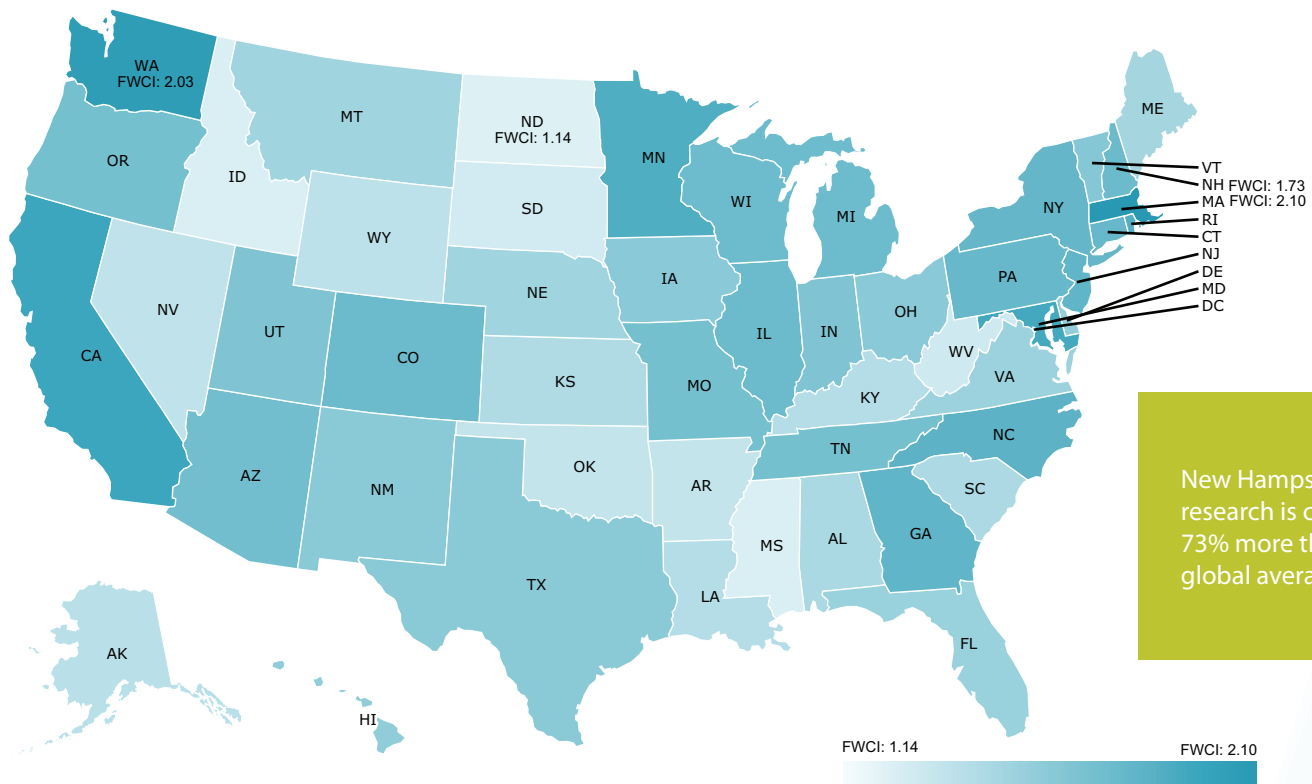 WA
FWCI: 2.03
MT
ND
FWCI: 1.14
ME
OR
ID
MN
VT
NH FWCI: 1.73
MA FWCI: 2.10
RI
CT
NJ
DE
MD
DC
SD
WI
MI
NY
WY
IA
PA
NV
NE
OH
UT
IL
IN
CA
CO
WV
VA
KS
MO
KY
NC
TN
OK
AZ
NM
AR
SC
MS
AL
GA
TX
LA
FL
AK
HI
New Hamps
research is c
73% more th
global avera
FWCI: 1.14
FWCI: 2.10